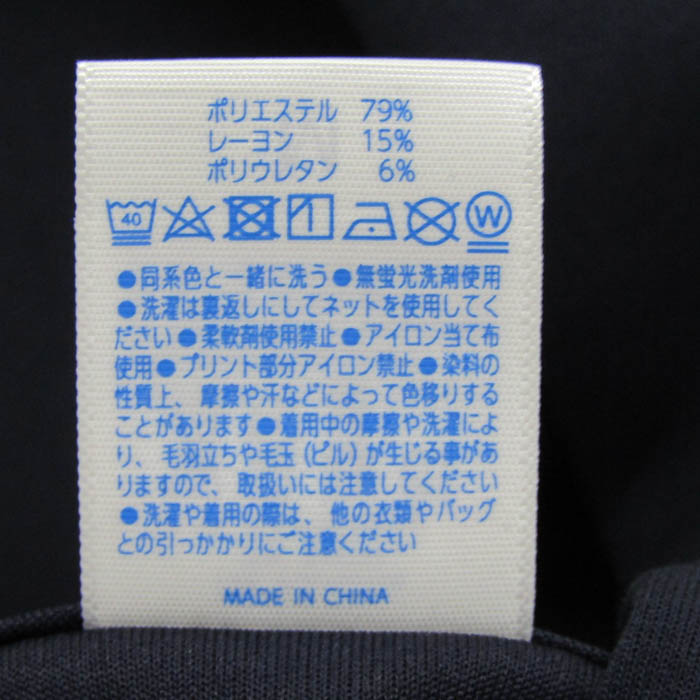 ポリエステル 79%
レーヨン 15%
ポリウレタン 6%
40 W
●同系色と一緒に洗う●無蛍光洗剤使用
●洗濯は裏返しにしてネットを使用してく
ださい●柔軟剤使用禁止●アイロン当て布
使用●プリント部分アイロン禁止●染料の
性質上、摩擦や汗などによって色移りする
ことがあります●着用中の摩擦や洗濯によ
り、毛羽立ちや毛玉(ピル)が生じる事があ
りますので、取扱いには注意してください
●洗濯や着用の際は、他の衣類やバッグ
との引っかかりにご注意ください
MADE IN CHINA